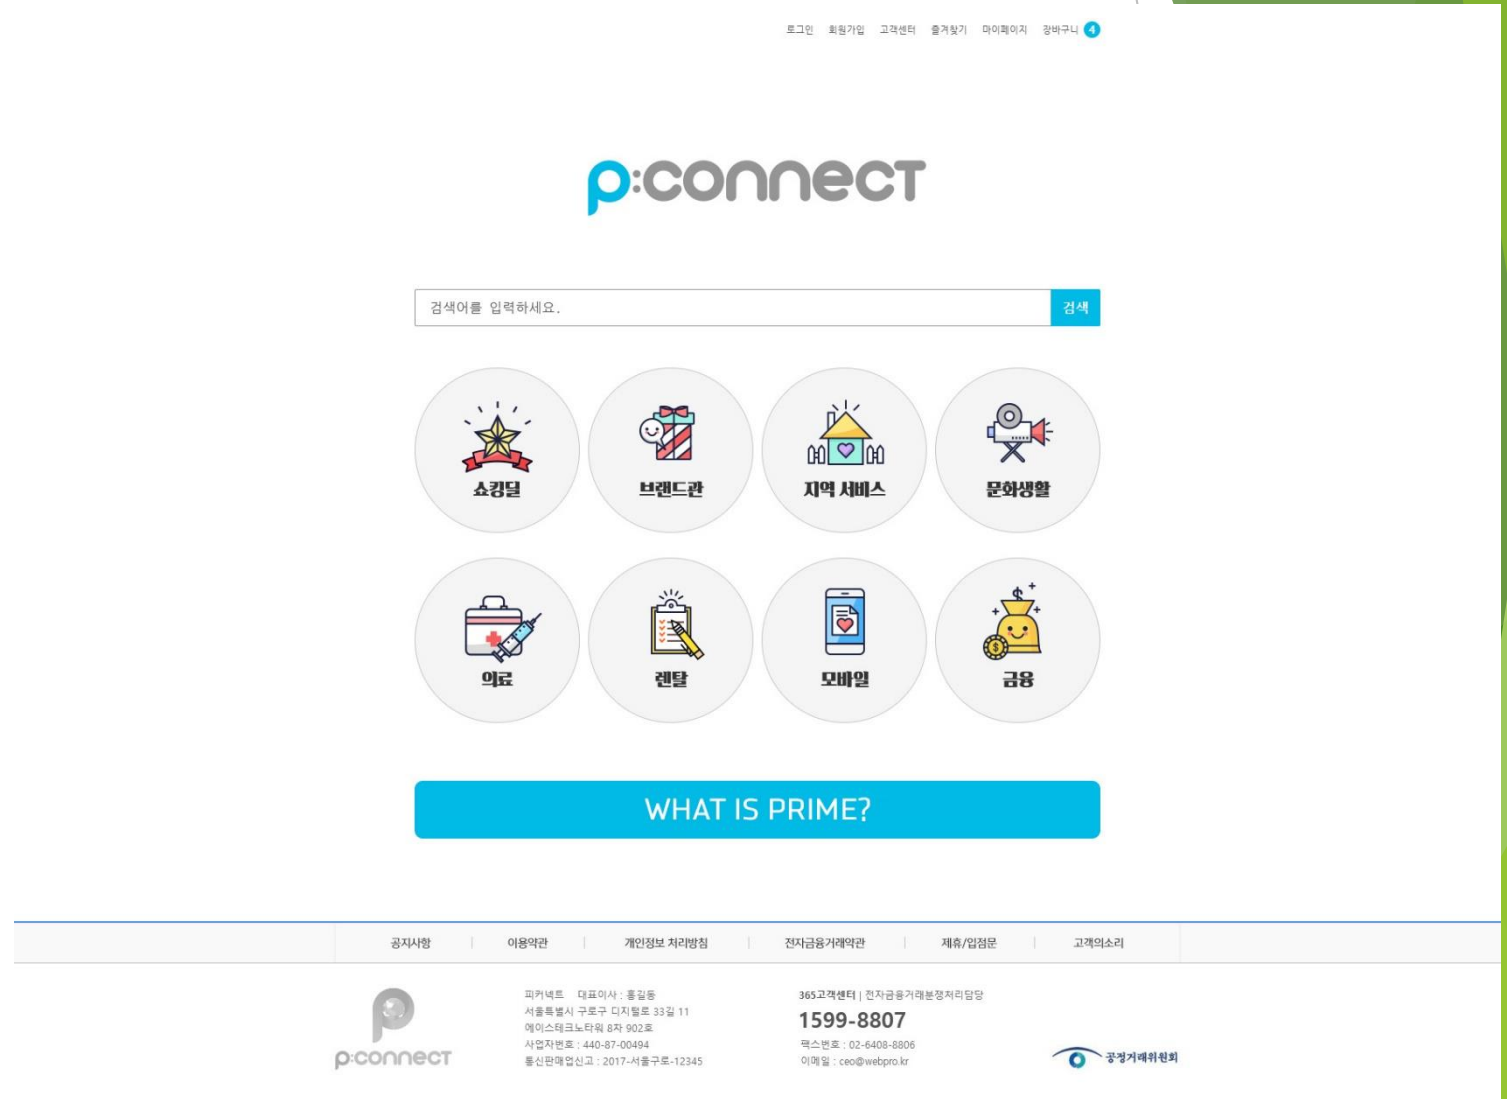 로그인 회원가입 고객센터 즐겨찾기 마이페이지 장바구니 4
p:connect
검색어를 입력하세요. 검색
쇼킹딜 브랜드관 지역 서비스 문화생활
의료 렌탈 모바일 금융
WHAT IS PRIME?
공지사항 | 이용약관 | 개인정보 처리방침 | 전자금융거래약관 | 제휴/입점문 | 고객의소리
p:connect
피커넥트 대표이사 : 홍길동
서울특별시 구로구 디지털로 33길 11
에이스테크노타워 8차 902호
사업자번호 : 440-87-00494
통신판매업신고 : 2017-서울구로-12345
365고객센터 | 전자금융거래분쟁처리담당
1599-8807
팩스번호 : 02-6408-8806
이메일 : ceo@webpro.kr
공정거래위원회